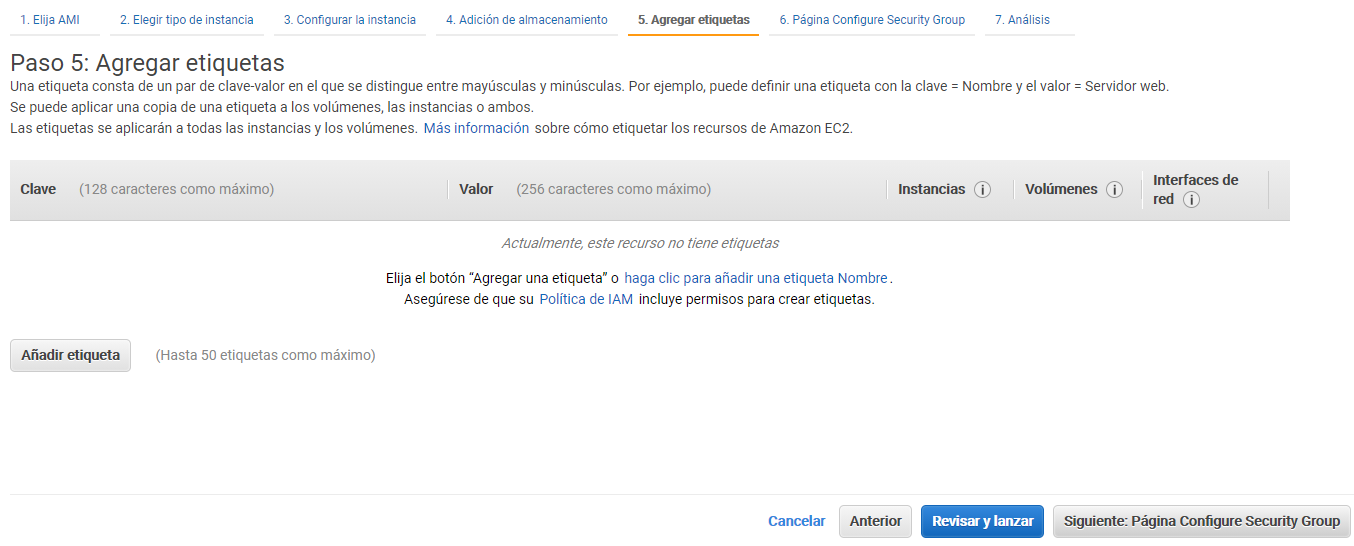 1. Elija AMI 2. Elegir tipo de instancia 3. Configurar la instancia 4. Adición de almacenamiento 5. Agregar etiquetas 6. Página Configure Security Group 7. Análisis
Paso 5: Agregar etiquetas
Una etiqueta consta de un par de clave-valor en el que se distingue entre mayúsculas y minúsculas. Por ejemplo, puede definir una etiqueta con la clave = Nombre y el valor = Servidor web.
Se puede aplicar una copia de una etiqueta a los volúmenes, las instancias o ambos.
Las etiquetas se aplicarán a todas las instancias y los volúmenes. Más información sobre cómo etiquetar los recursos de Amazon EC2.
Clave (128 caracteres como máximo) Valor (256 caracteres como máximo) Instancias i Volúmenes i Interfaces de
red i
Actualmente, este recurso no tiene etiquetas
Elija el botón “Agregar una etiqueta” o haga clic para añadir una etiqueta Nombre.
Asegúrese de que su Política de IAM incluye permisos para crear etiquetas.
Añadir etiqueta (Hasta 50 etiquetas como máximo)
Cancelar Anterior Revisar y lanzar Siguiente: Página Configure Security Group